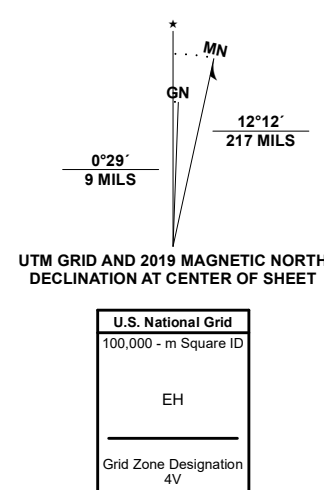 ★
MN
GN
12°12´
217 MILS
0°29´
9 MILS
UTM GRID AND 2019 MAGNETIC NORTH
DECLINATION AT CENTER OF SHEET
U.S. National Grid
100,000 - m Square ID
EH
Grid Zone Designation
4V